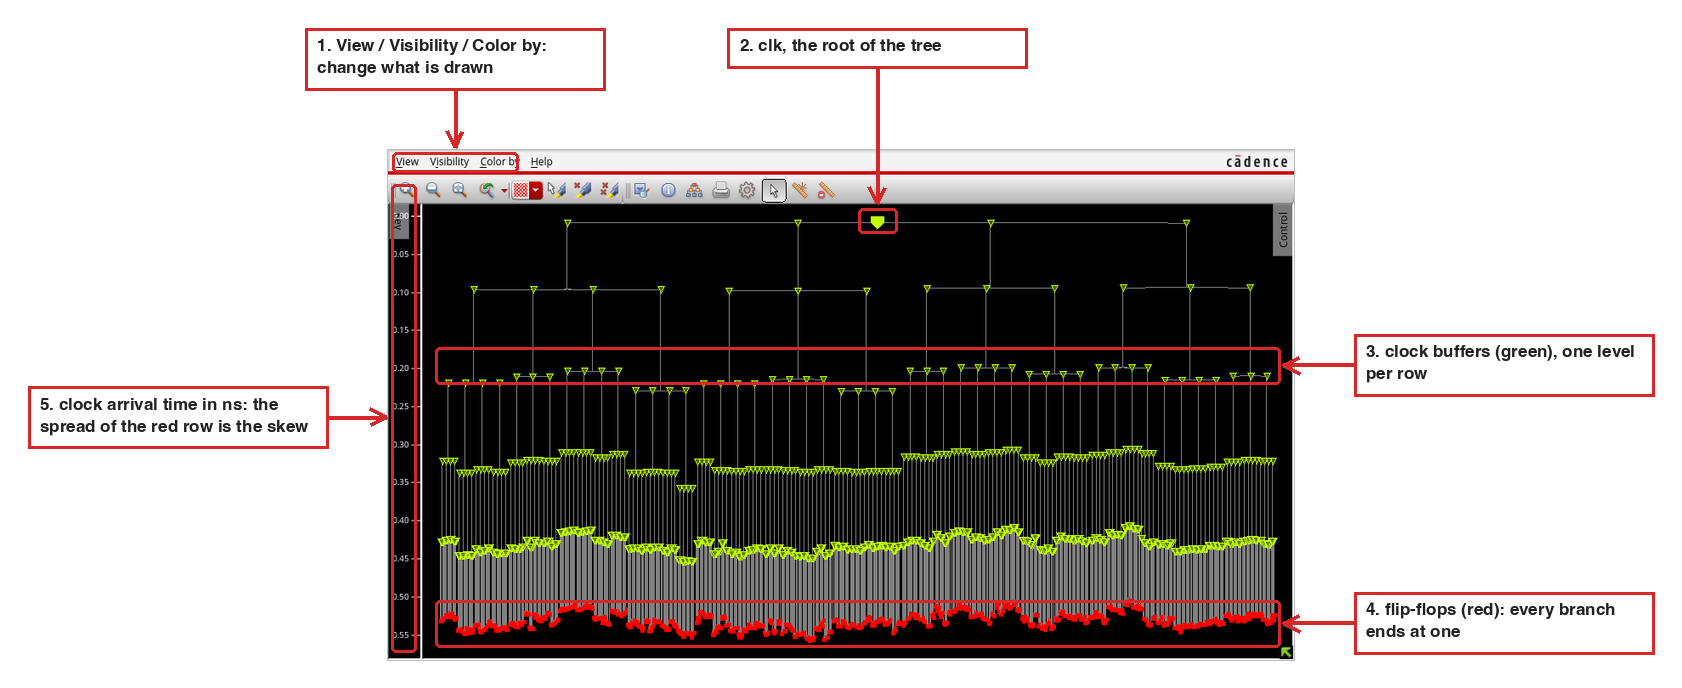 1. View / Visibility / Color by:
change what is drawn
2. clk, the root of the tree
View Visibility Color by Help
cādence
Control
0.05
0.10
0.15
0.20
0.25
0.30
0.35
0.40
0.45
0.50
0.55
3. clock buffers (green), one level
per row
5. clock arrival time in ns: the
spread of the red row is the skew
4. flip-flops (red): every branch
ends at one